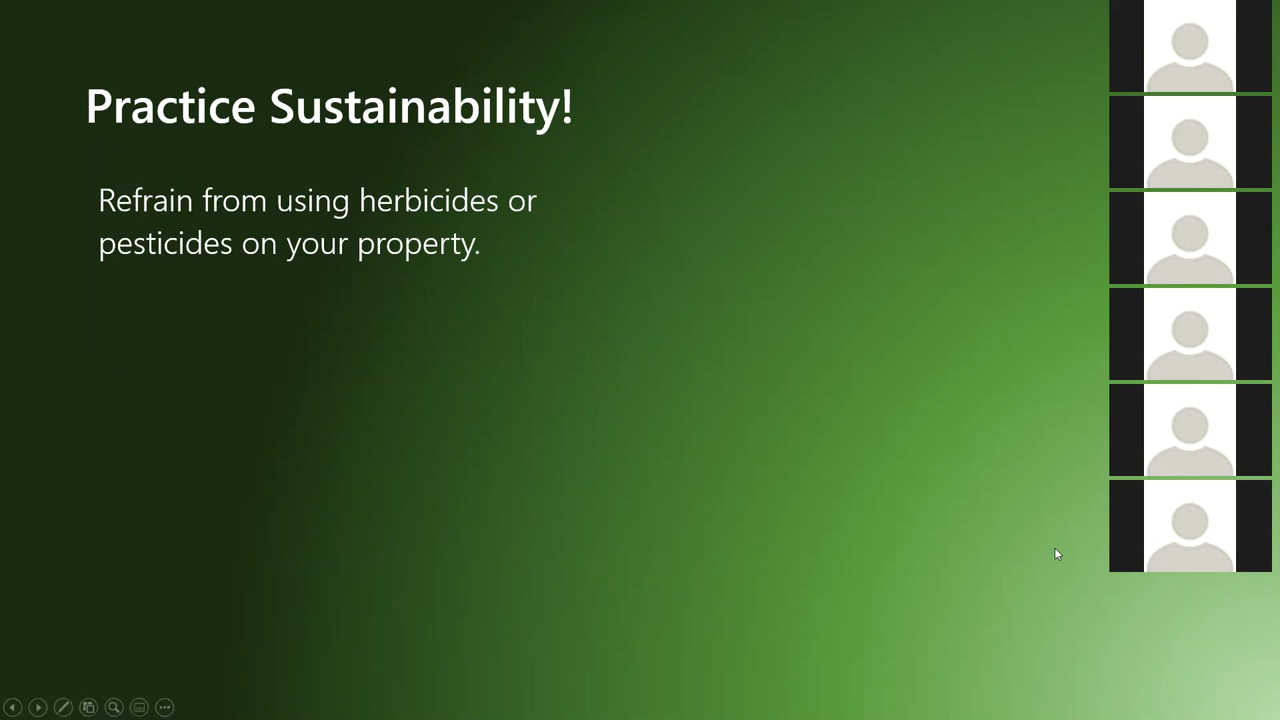 Practice Sustainability!
Refrain from using herbicides or
pesticides on your property.